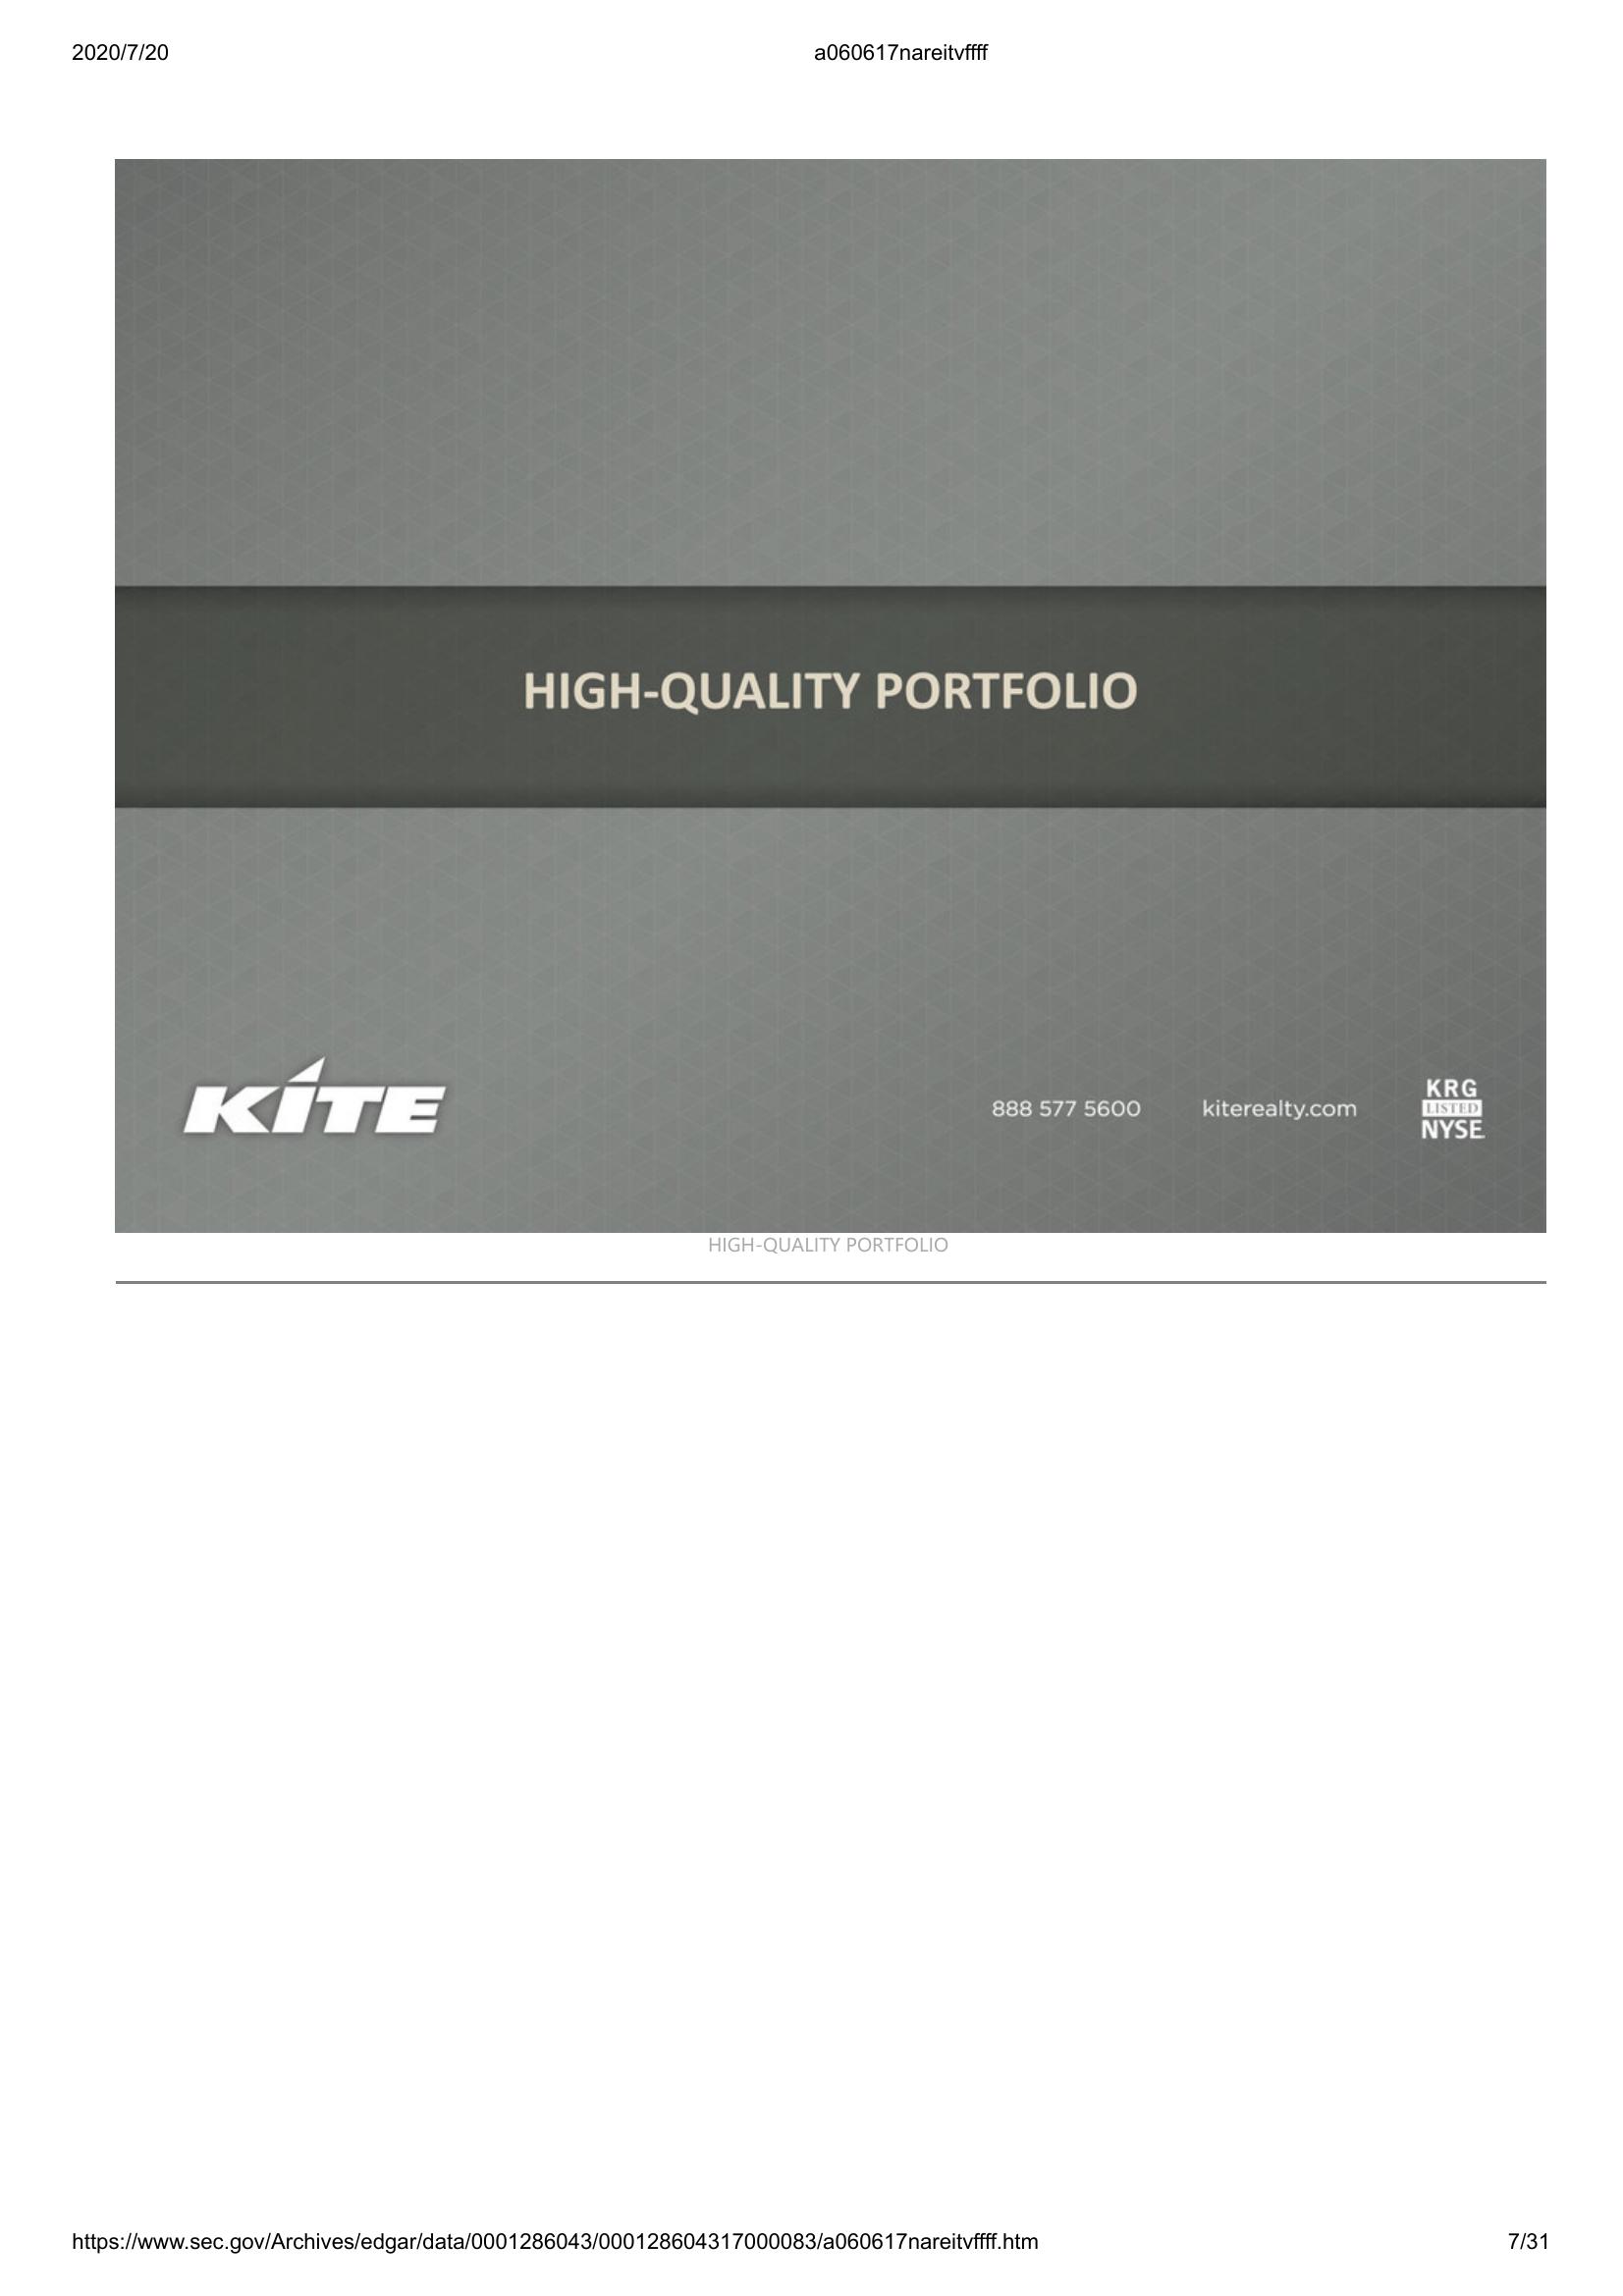 2020/7/20
a060617nareitvffff
HIGH-QUALITY PORTFOLIO
KITE
888 577 5600
kiterealty.com
KRG
LISTED
NYSE
HIGH-QUALITY PORTFOLIO
https://www.sec.gov/Archives/edgar/data/0001286043/000128604317000083/a060617nareitvffff.htm
7/31